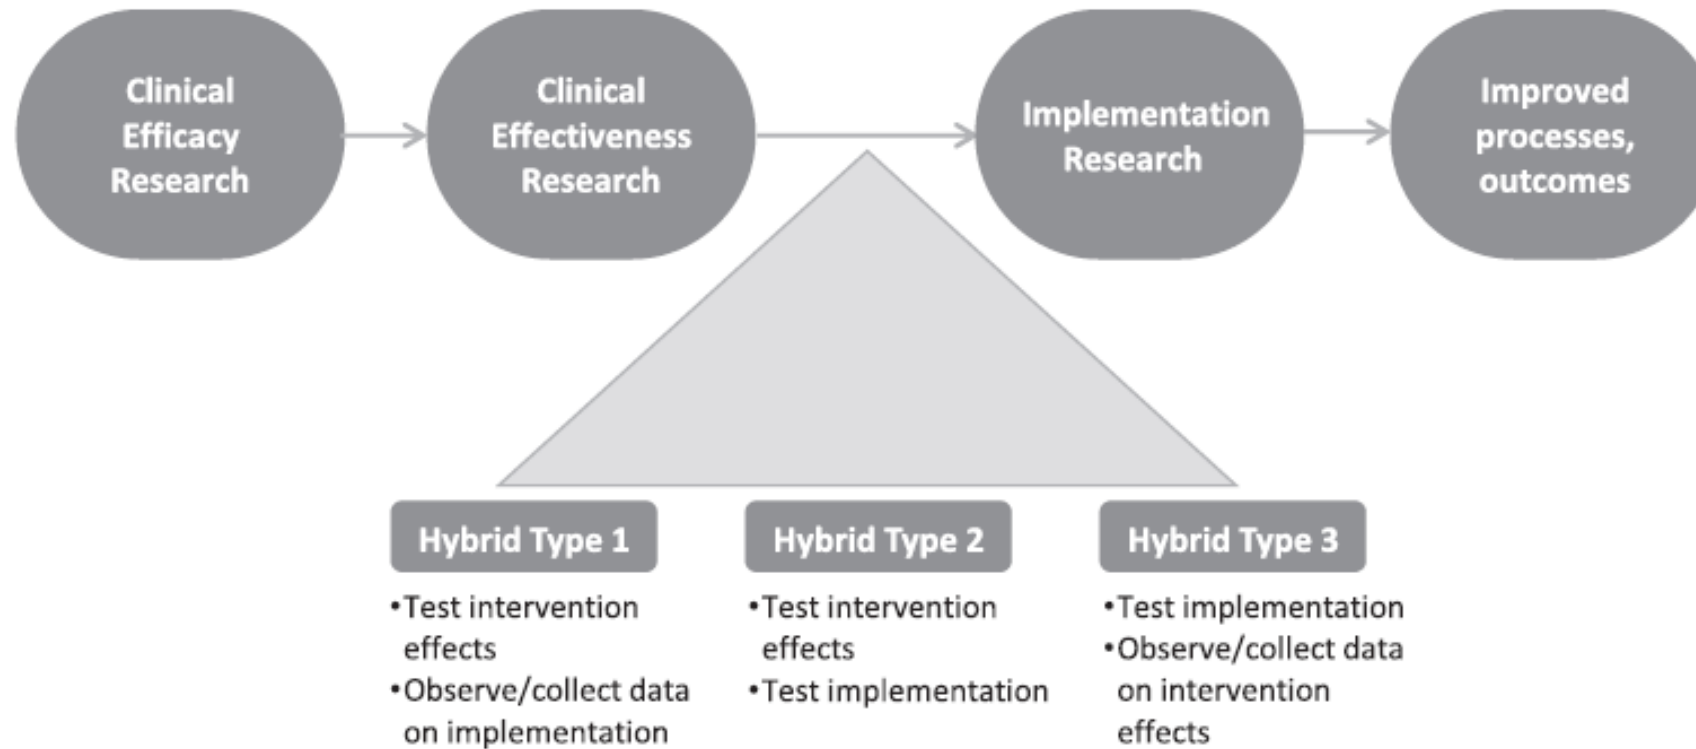 Clinical
Efficacy
Research
Clinical
Effectiveness
Research
Implementation
Research
Improved
processes,
outcomes
Hybrid Type 1
•Test intervention
effects
•Observe/collect data
on implementation
Hybrid Type 2
•Test intervention
effects
•Test implementation
Hybrid Type 3
•Test implementation
•Observe/collect data
on intervention
effects